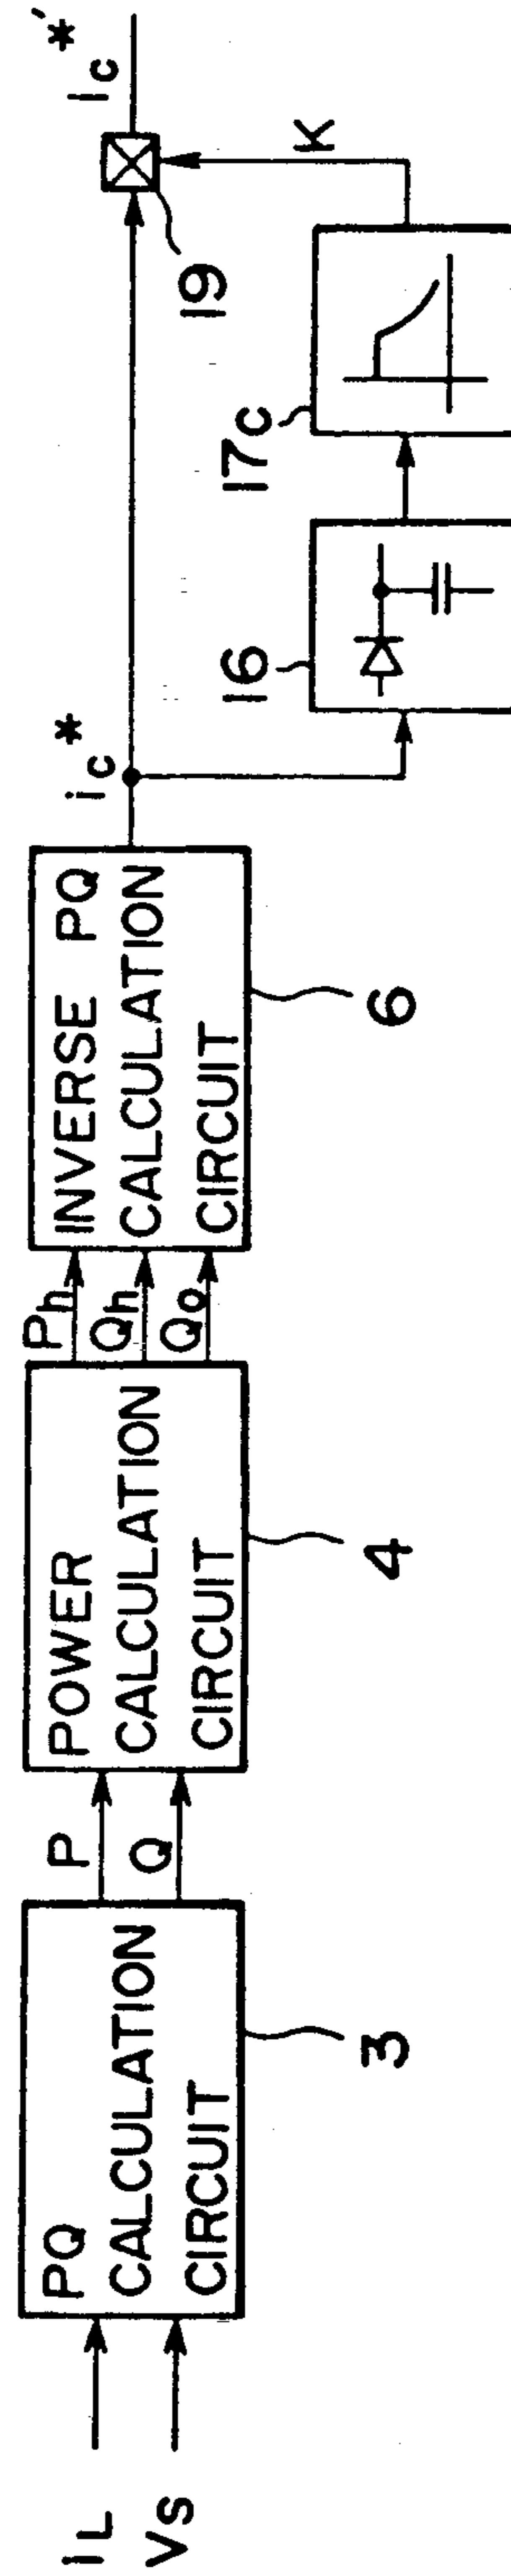 iL
Vs
PQ
CALCULATION
CIRCUIT
3
P
Q
POWER
CALCULATION
CIRCUIT
4
Ph
Qh
Qo
INVERSE PQ
CALCULATION
CIRCUIT
6
ic*
16
17c
K
19
ic*'